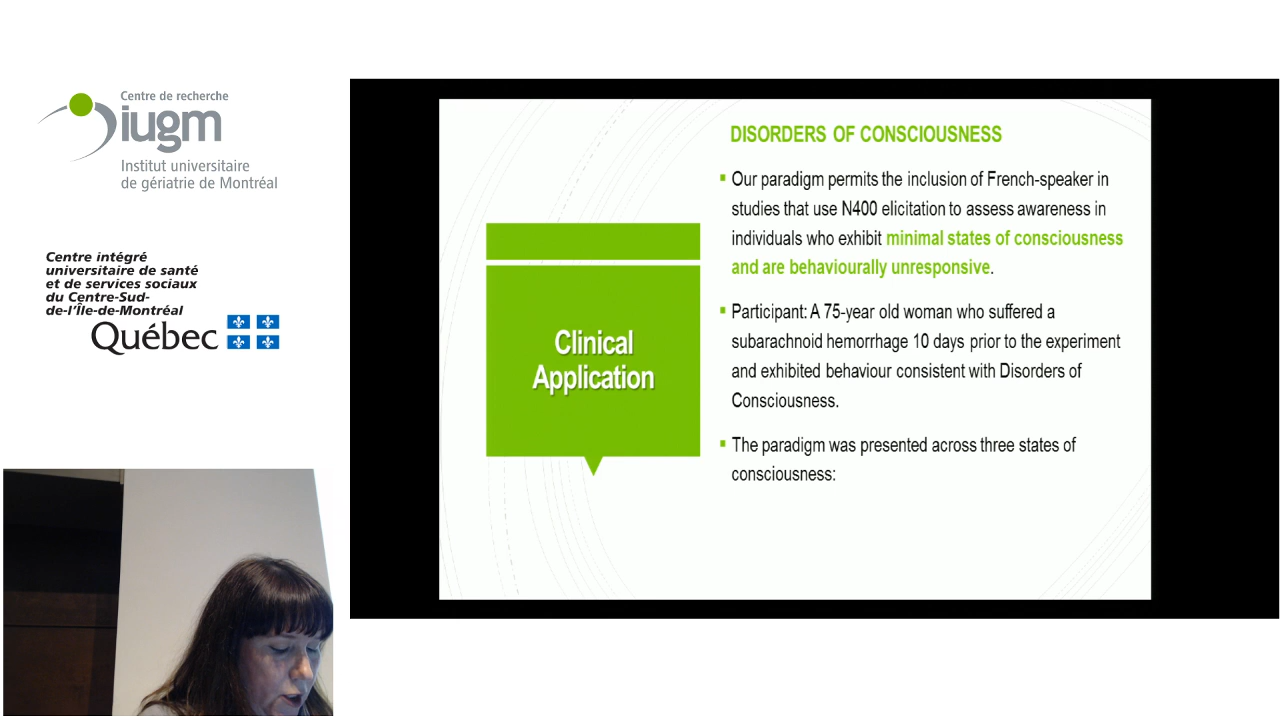 Centre de recherche
iugm
Institut universitaire
de gériatrie de Montréal
Centre intégré
universitaire de santé
et de services sociaux
du Centre-Sud-
de-l'Île-de-Montréal
Québec
Clinical
Application
DISORDERS OF CONSCIOUSNESS
Our paradigm permits the inclusion of French-speaker in
studies that use N400 elicitation to assess awareness in
individuals who exhibit minimal states of consciousness
and are behaviourally unresponsive.
Participant: A 75-year old woman who suffered a
subarachnoid hemorrhage 10 days prior to the experiment
and exhibited behaviour consistent with Disorders of
Consciousness.
The paradigm was presented across three states of
consciousness: